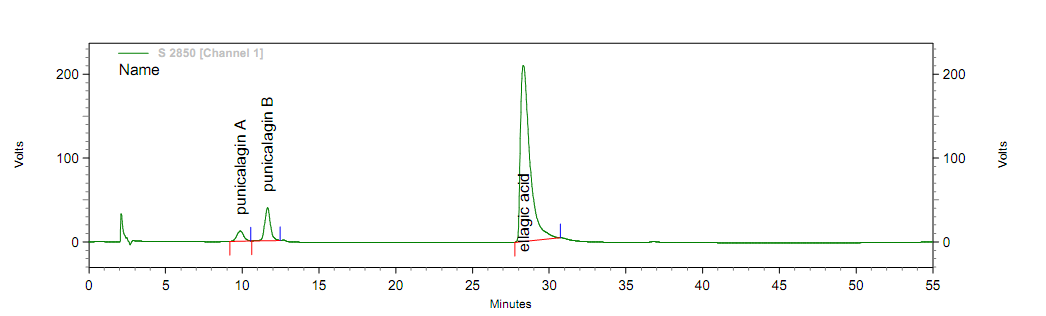 S 2850 [Channel 1]
Name
200
100
0
Volts
punicalagin A
punicalagin B
ellagic acid
200
100
0
Volts
0 5 10 15 20 25 30 35 40 45 50 55
Minutes